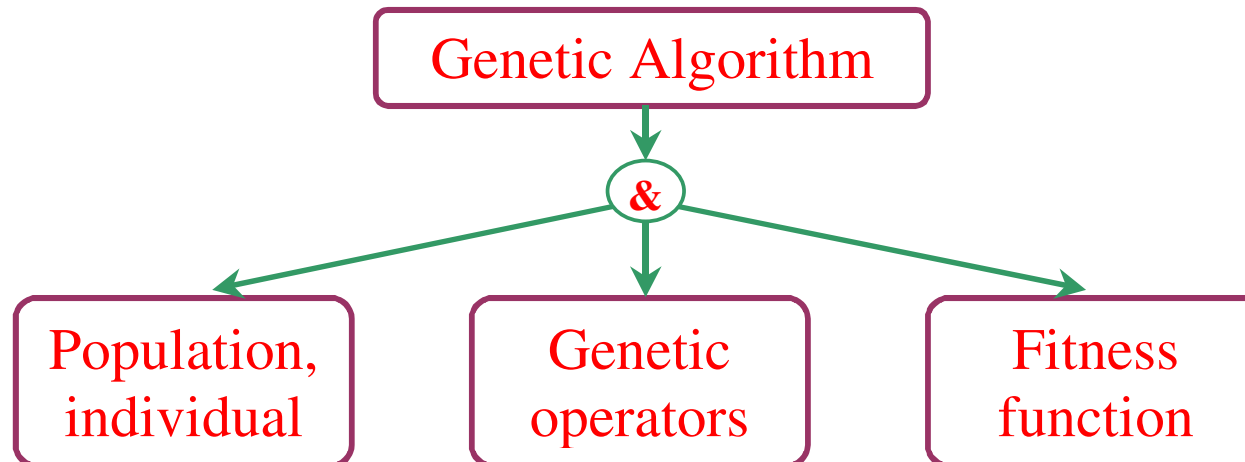 Genetic Algorithm
&
Population,
individual
Genetic
operators
Fitness
function